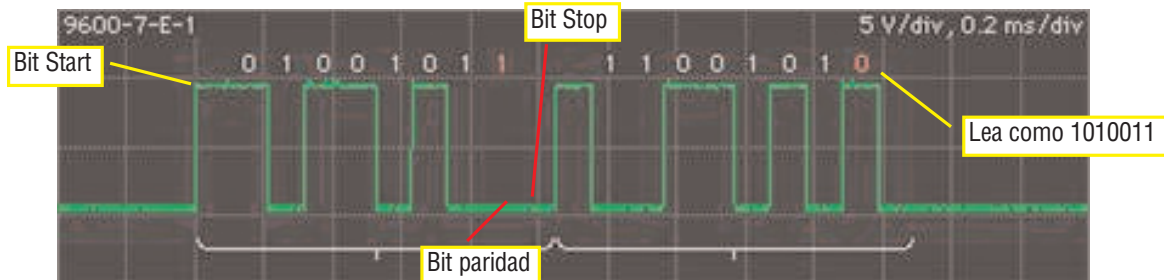 9600-7-E-1
Bit Stop
5 V/div, 0.2 ms/div
Bit Start
0 1 0 0 1 0 1 1
1 1 0 0 1 0 1 0
Lea como 1010011
Bit paridad